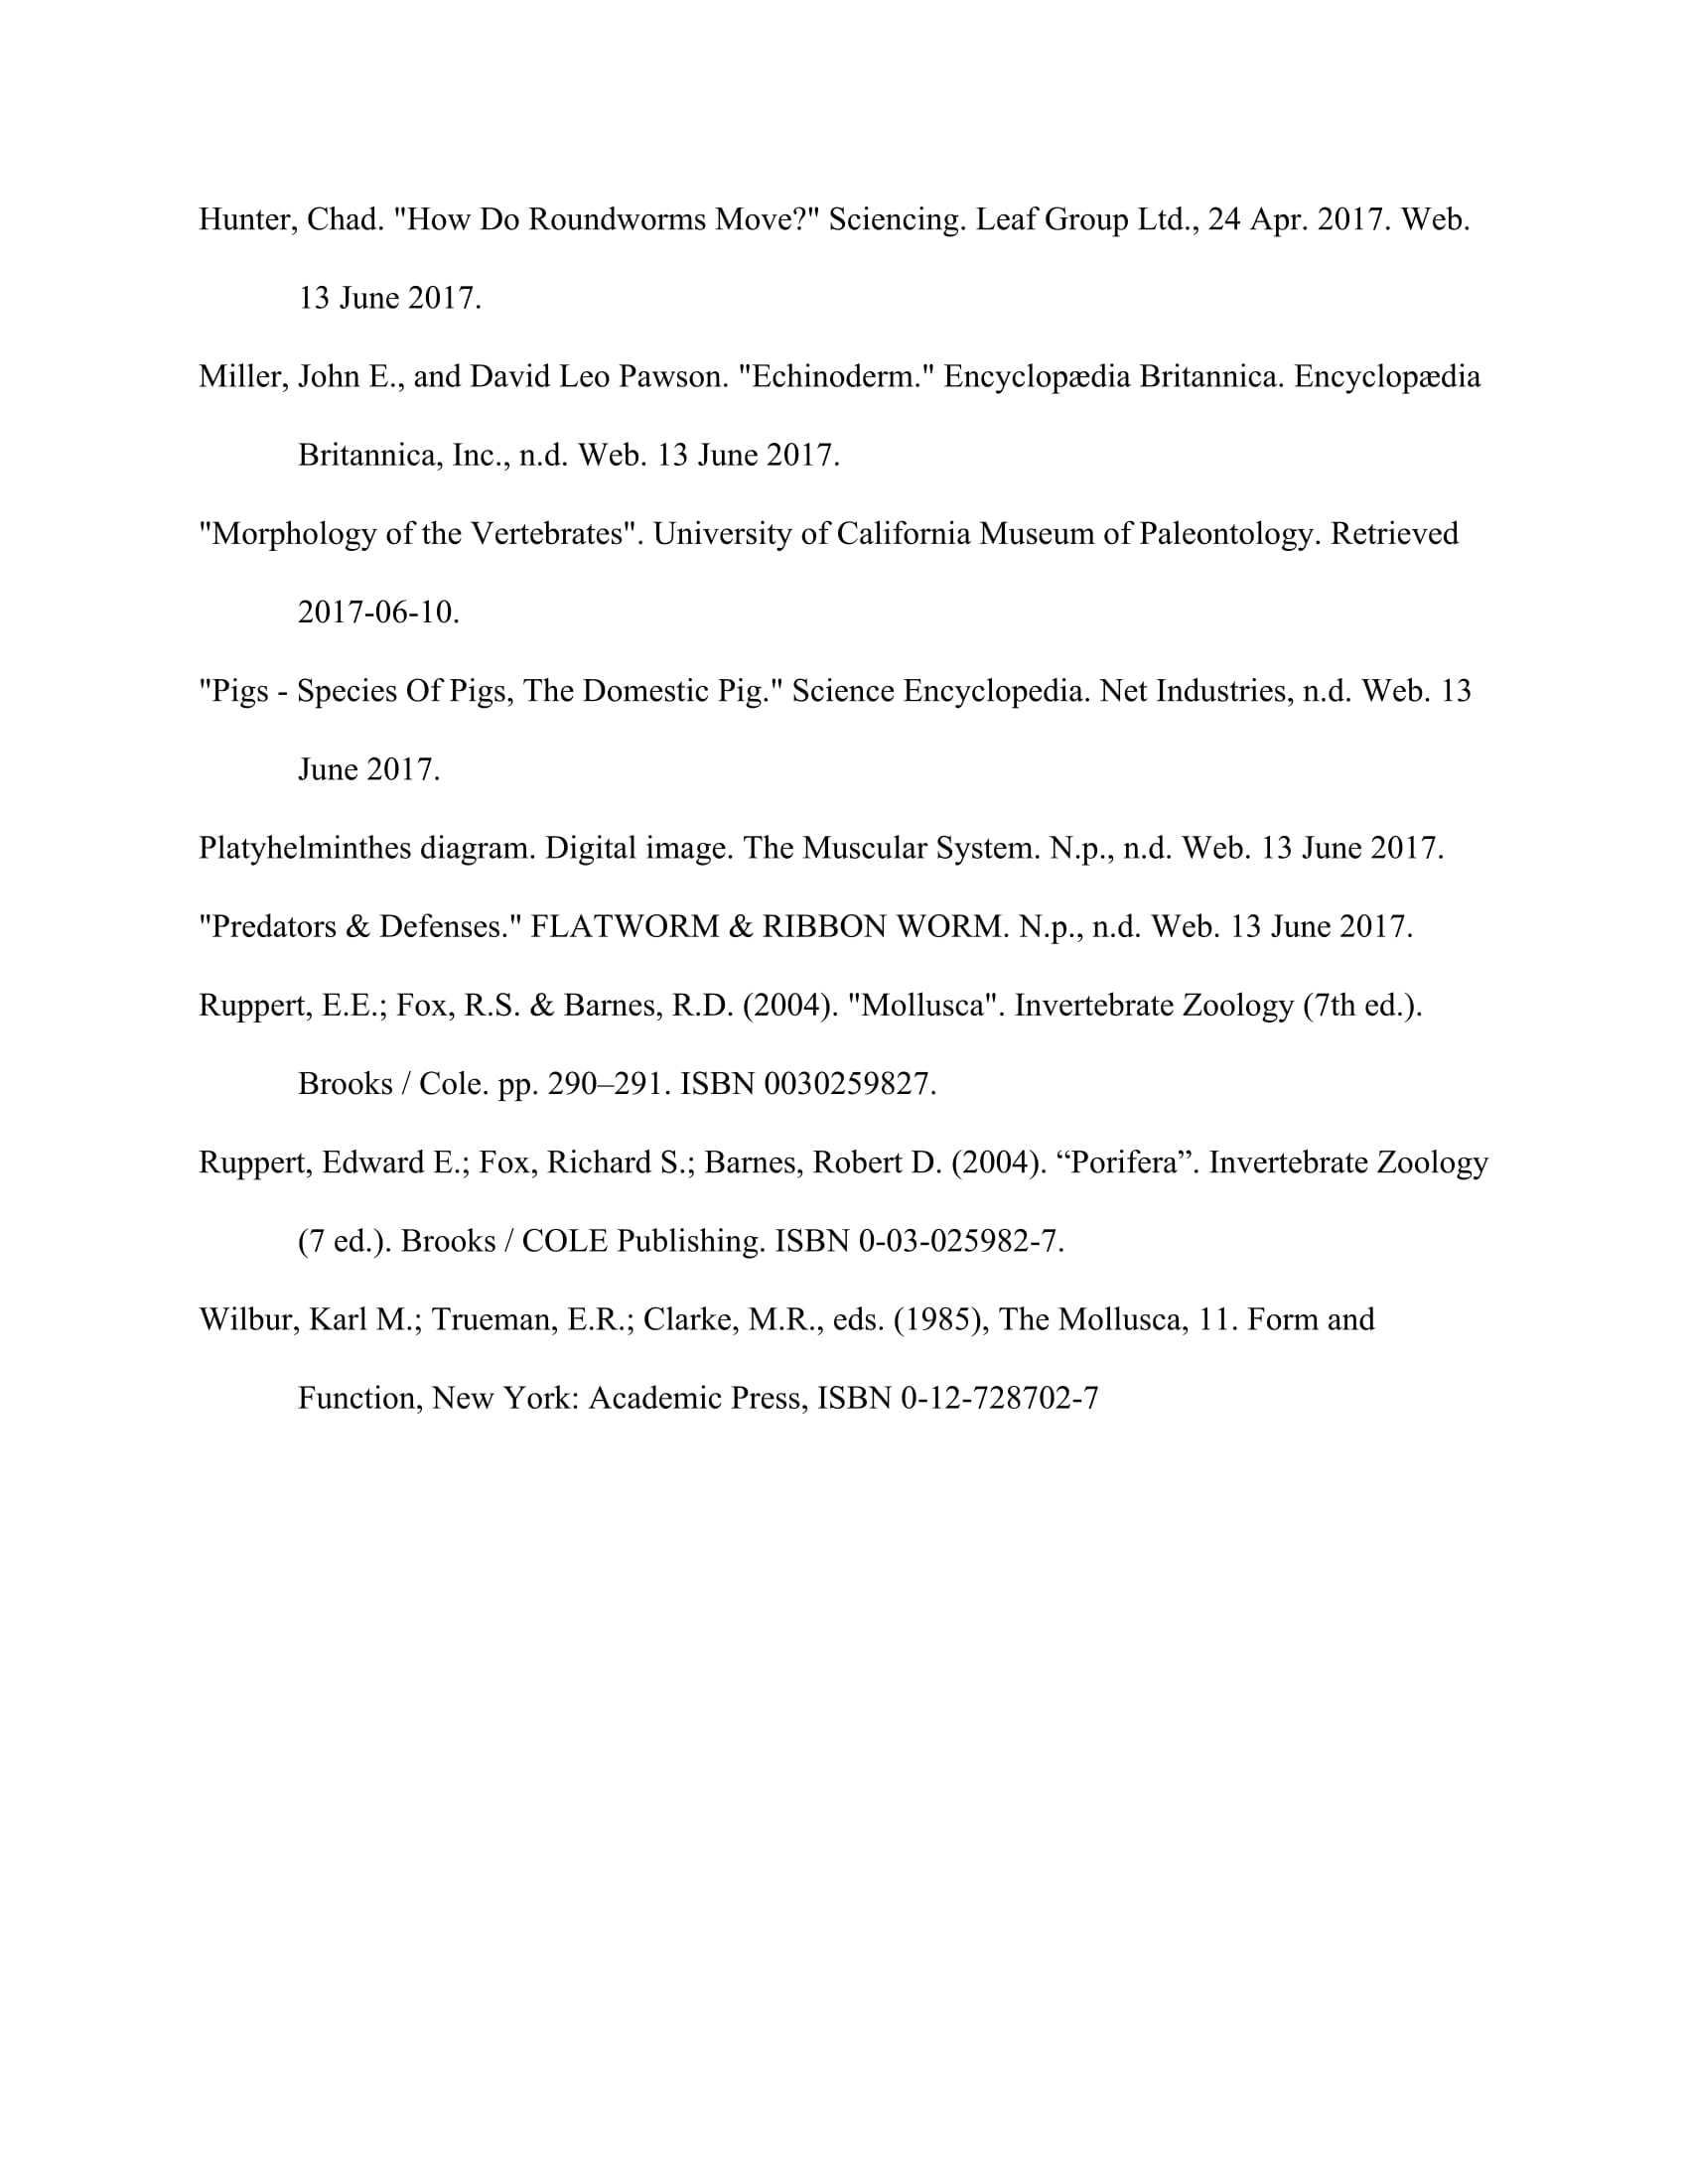 Hunter, Chad. "How Do Roundworms Move?" Sciencing. Leaf Group Ltd., 24 Apr. 2017. Web.
13 June 2017.
Miller, John E., and David Leo Pawson. "Echinoderm." Encyclopædia Britannica. Encyclopædia
Britannica, Inc., n.d. Web. 13 June 2017.
"Morphology of the Vertebrates". University of California Museum of Paleontology. Retrieved
2017-06-10.
"Pigs - Species Of Pigs, The Domestic Pig." Science Encyclopedia. Net Industries, n.d. Web. 13
June 2017.
Platyhelminthes diagram. Digital image. The Muscular System. N.p., n.d. Web. 13 June 2017.
"Predators & Defenses." FLATWORM & RIBBON WORM. N.p., n.d. Web. 13 June 2017.
Ruppert, E.E.; Fox, R.S. & Barnes, R.D. (2004). "Mollusca". Invertebrate Zoology (7th ed.).
Brooks / Cole. pp. 290–291. ISBN 0030259827.
Ruppert, Edward E.; Fox, Richard S.; Barnes, Robert D. (2004). “Porifera”. Invertebrate Zoology
(7 ed.). Brooks / COLE Publishing. ISBN 0-03-025982-7.
Wilbur, Karl M.; Trueman, E.R.; Clarke, M.R., eds. (1985), The Mollusca, 11. Form and
Function, New York: Academic Press, ISBN 0-12-728702-7